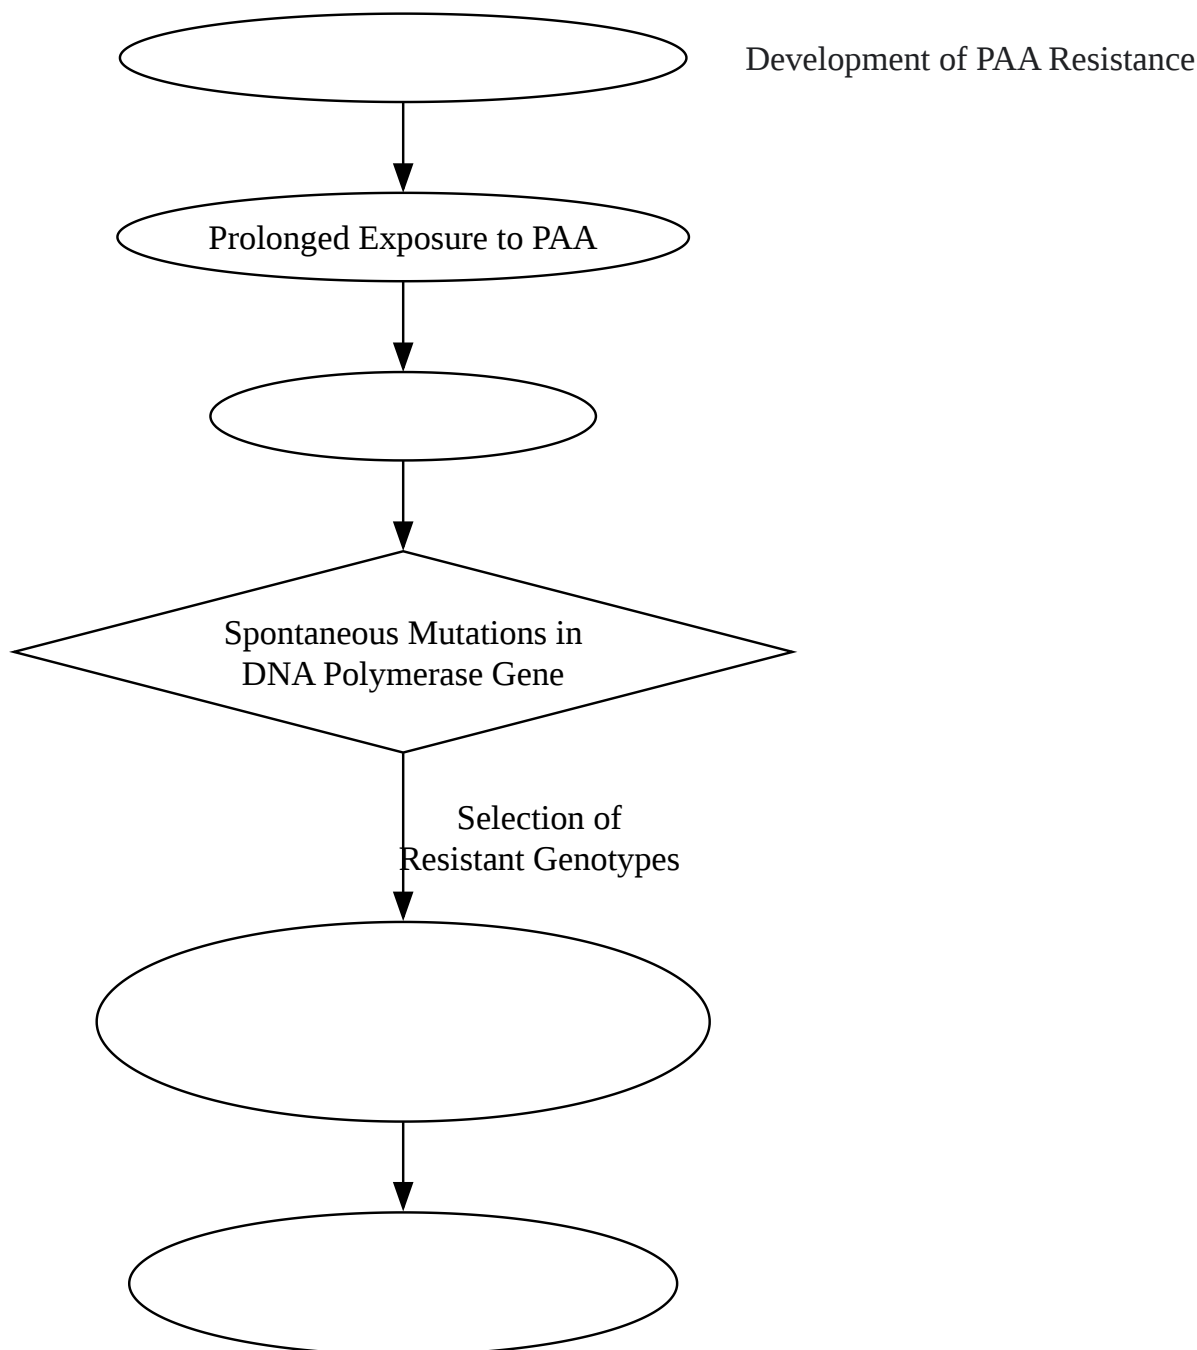 Development of PAA Resistance
Prolonged Exposure to PAA
Spontaneous Mutations in
DNA Polymerase Gene
Selection of
Resistant Genotypes